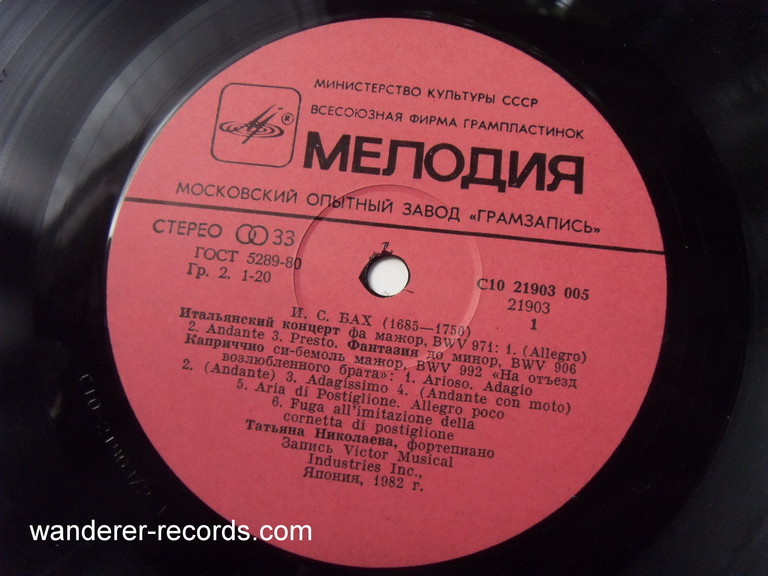 МИНИСТЕРСТВО КУЛЬТУРЫ СССР
ВСЕСОЮЗНАЯ ФИРМА ГРАМПЛАСТИНОК
®
МЕЛОДИЯ
МОСКОВСКИЙ ОПЫТНЫЙ ЗАВОД «ГРАМЗАПИСЬ»
СТЕРЕО 33
ГОСТ 5289-80
Гр. 2. 1-20
С10 21903 005
21903
1
И. С. БАХ (1685—1750)
Итальянский концерт фа мажор, BWV 971: 1. (Allegro)
2. Andante 3. Presto. Фантазия до минор, BWV 906
Каприччио си-бемоль мажор, BWV 992 «На отъезд
возлюбленного брата»: 1. Arioso. Adagio
2. (Andante) 3. Adagissimo 4. (Andante con moto)
5. Aria di Postiglione. Allegro poco
6. Fuga all'imitazione della
cornetta di postiglione
Татьяна Николаева, фортепиано
Запись Victor Musical
Industries Inc.,
Япония, 1982 г.
wanderer-records.com